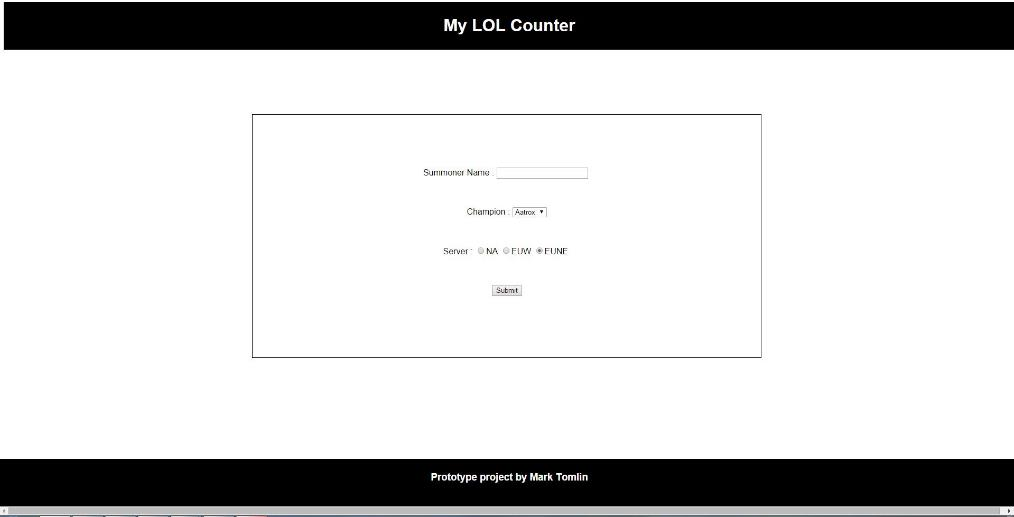 My LOL Counter
Summoner Name :
Champion : Aatrox
Server : NA EUW EUNE
Submit
Prototype project by Mark Tomlin